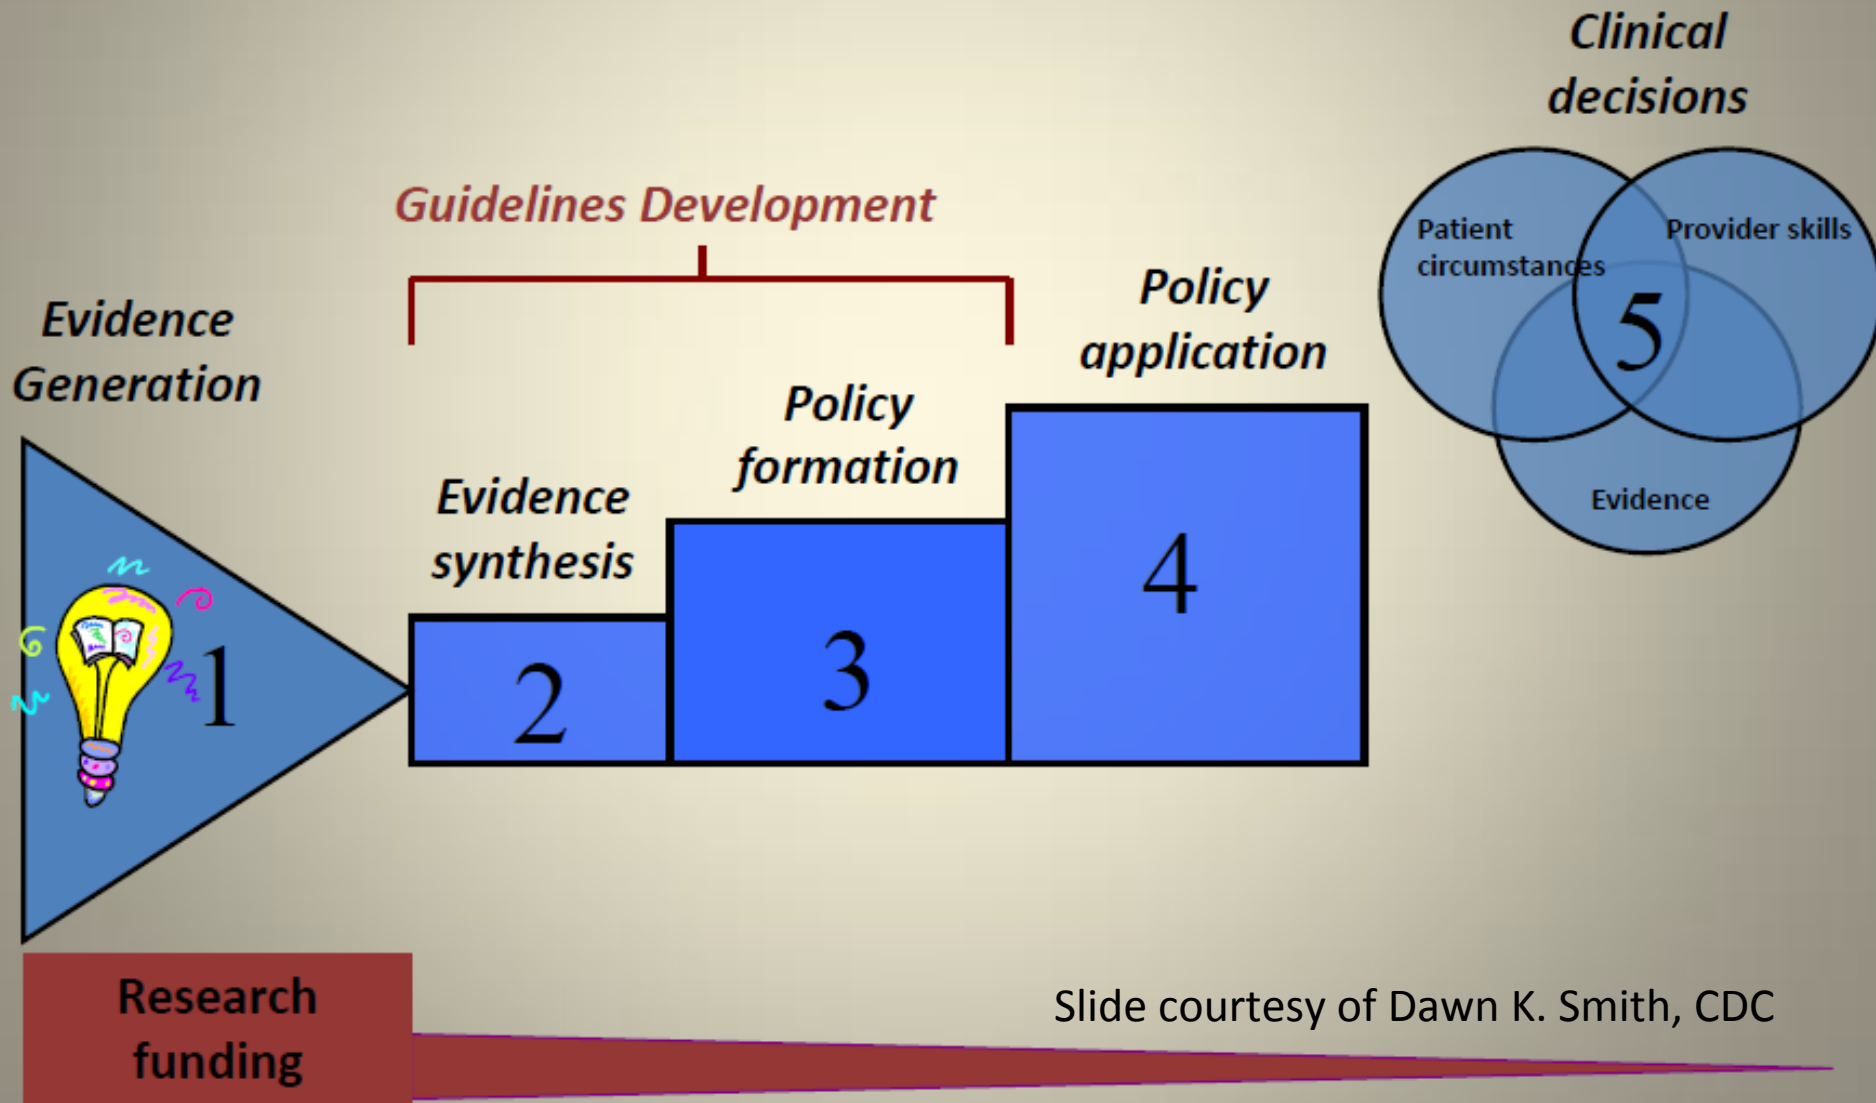 Clinical
decisions
Patient
circumstances
Provider skills
5
Evidence
Guidelines Development
Policy
application
4
Policy
formation
3
Evidence
synthesis
2
Evidence
Generation
1
Research
funding
Slide courtesy of Dawn K. Smith, CDC